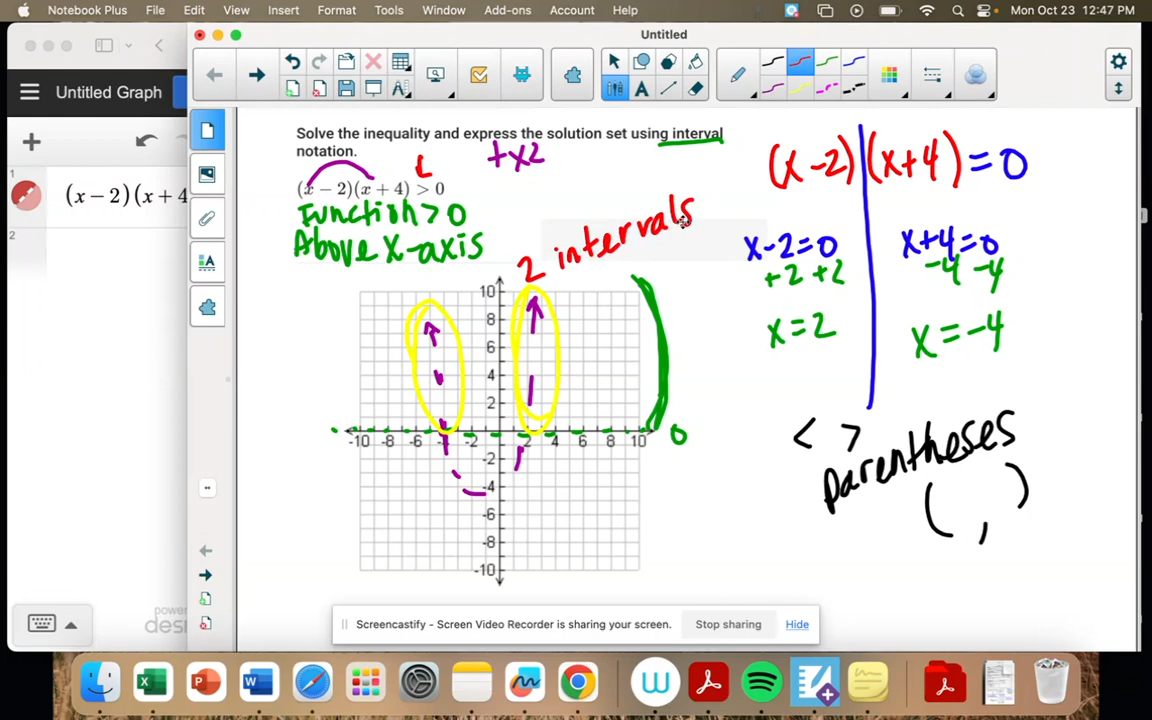 Notebook Plus File Edit View Insert Format Tools Window Add-ons Account Help Mon Oct 23 12:47 PM
Untitled
Untitled Graph
1
(x − 2)(x + 4
2
Solve the inequality and express the solution set using interval
notation.
+x2
(x − 2)(x + 4) > 0
Function > 0
Above X-axis
2 intervals
(x-2)(x+4)=0
x-2=0
+2 +2
x=2
x+4=0
-4 -4
x=-4
< >
Parentheses
( , )
10
8
6
4
2
-10 -8 -6 -4 -2 2 4 6 8 10
0
-2
-4
-6
-8
-10
powe
desi
Screencastify - Screen Video Recorder is sharing your screen. Stop sharing Hide